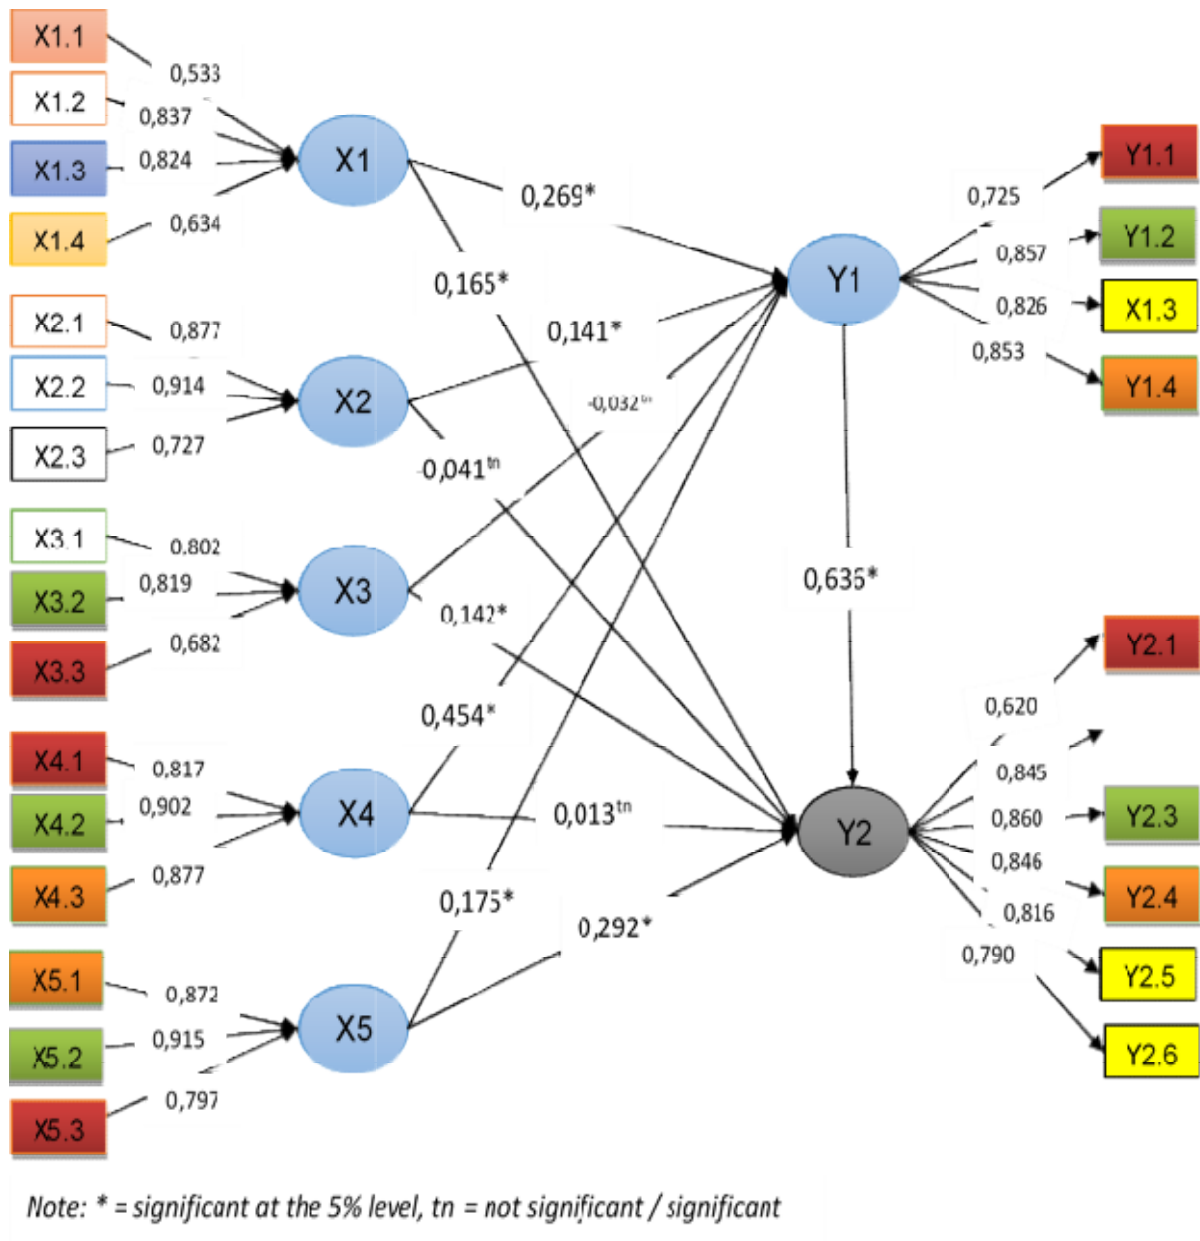 X1.1
0,533
X1.2
0,837
X1.3
0,824
X1.4
0,634
X1
0,269*
0,165*
X2.1
0,877
X2.2
0,914
X2.3
0,727
X2
0,141*
-0,041tn
X3.1
0.802
X3.2
0,819
X3.3
0,682
X3
-0,032tn
0,142*
X4.1
0,817
X4.2
0,902
X4.3
0,877
X4
0,454*
0,013tn
X5.1
0,872
X5.2
0,915
X5.3
0,797
X5
0,175*
0,292*
Y1
0,725
Y1.1
0,857
Y1.2
0,826
X1.3
0,853
Y1.4
0,636*
Y2
0,620
Y2.1
0,845
0,860
Y2.3
0,846
Y2.4
0,816
Y2.5
0,790
Y2.6
Note: * = significant at the 5% level, tn = not significant / significant